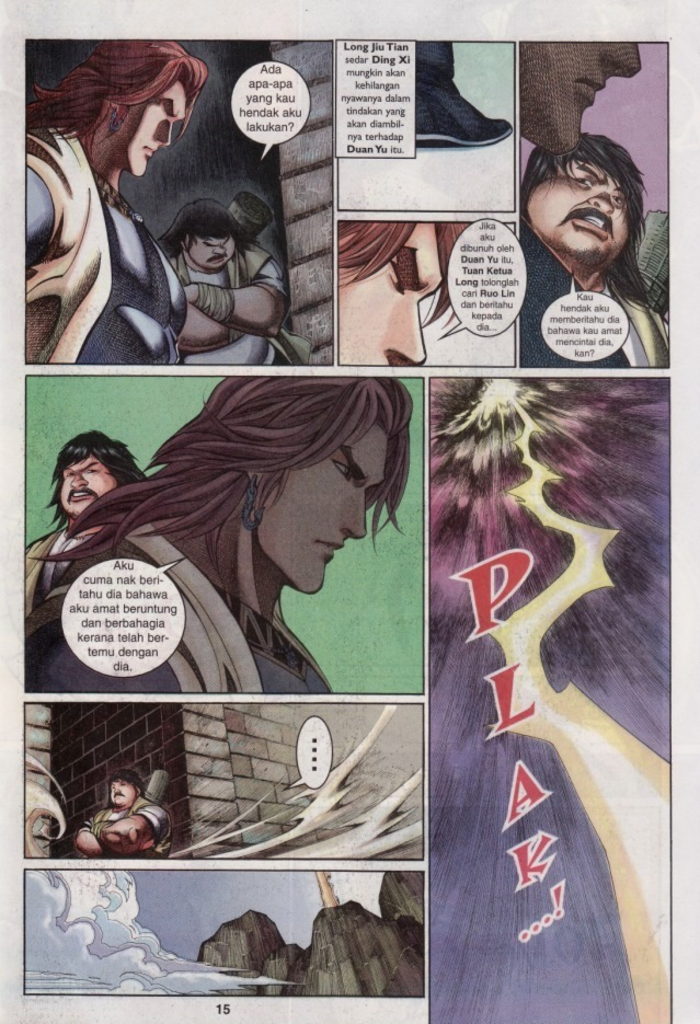 Ada
apa-apa
yang kau
hendak aku
lakukan?
Long Jiu Tian
sedar Ding Xi
mungkin akan
kehilangan
nyawanya dalam
tindakan yang
akan diambil-
nya terhadap
Duan Yu itu.
Jika
aku
dibunuh oleh
Duan Yu itu,
Tuan Ketua
Long tolonglah
cari Ruo Lin
dan beritahu
kepada
dia...
Kau
hendak aku
memberitahu dia
bahawa kau amat
mencintai dia,
kan?
Aku
cuma nak beri-
tahu dia bahawa
aku amat beruntung
dan berbahagia
kerana telah ber-
temu dengan
dia.
PLAK...!
....
15